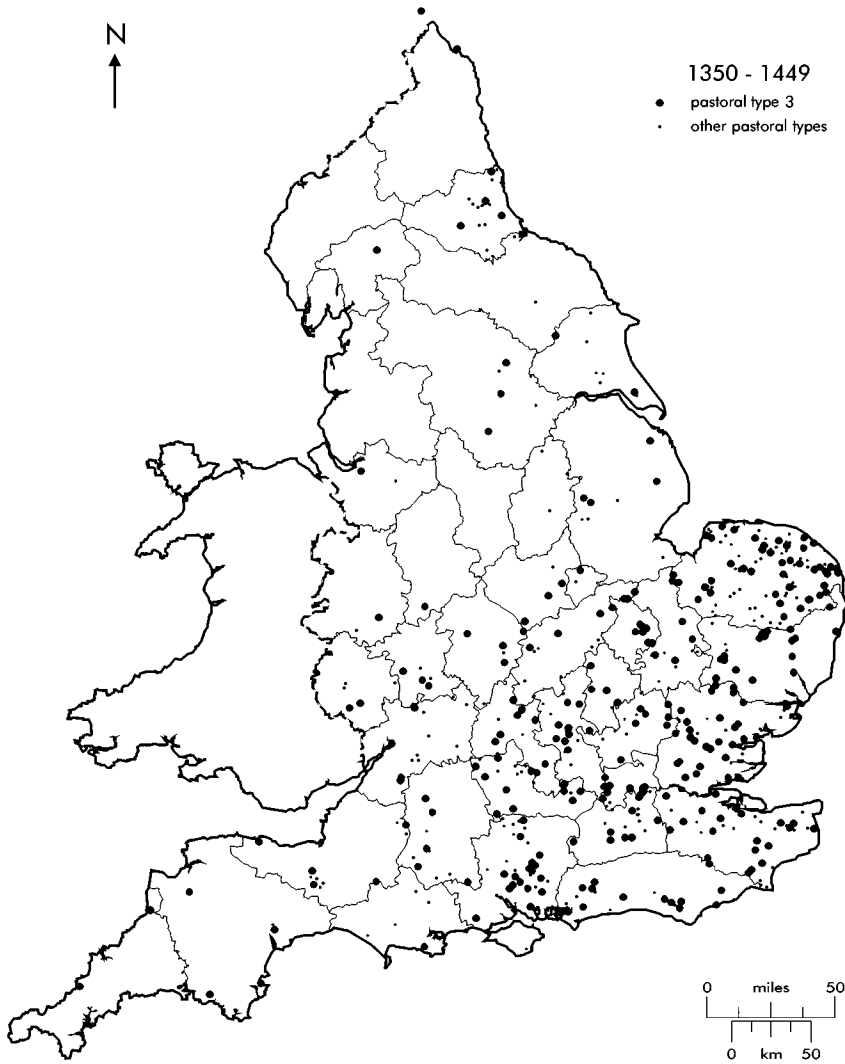 N
1350 - 1449
pastoral type 3
other pastoral types
0 miles 50
0 km 50